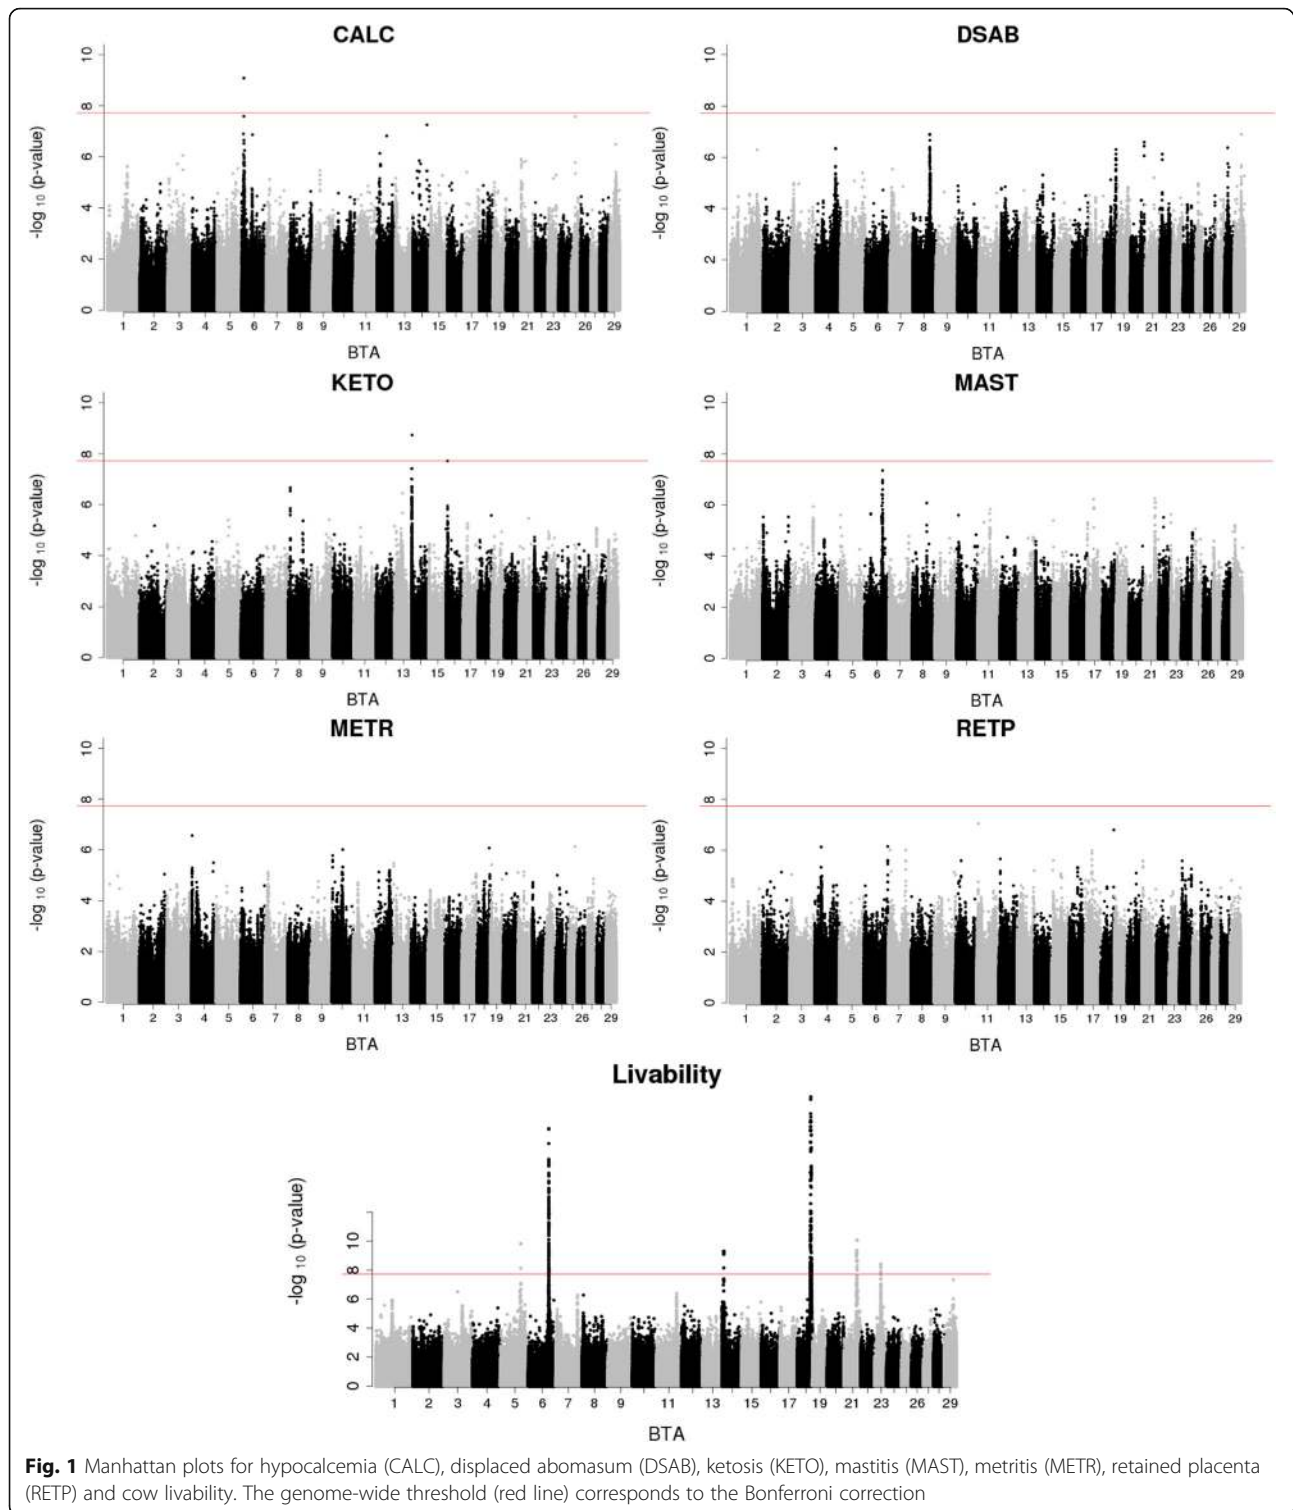 CALC
10
8
6
4
2
0
-log 10 (p-value)
1 2 3 4 5 6 7 8 9 11 13 15 17 19 21 23 26 29
BTA
DSAB
10
8
6
4
2
0
-log 10 (p-value)
1 2 3 4 5 6 7 8 9 11 13 15 17 19 21 23 26 29
BTA
KETO
10
8
6
4
2
0
-log 10 (p-value)
1 2 3 4 5 6 7 8 9 11 13 15 17 19 21 23 26 29
BTA
MAST
10
8
6
4
2
0
-log 10 (p-value)
1 2 3 4 5 6 7 8 9 11 13 15 17 19 21 23 26 29
BTA
METR
10
8
6
4
2
0
-log 10 (p-value)
1 2 3 4 5 6 7 8 9 11 13 15 17 19 21 23 26 29
BTA
RETP
10
8
6
4
2
0
-log 10 (p-value)
1 2 3 4 5 6 7 8 9 11 13 15 17 19 21 23 26 29
BTA
Livability
10
8
6
4
2
0
-log 10 (p-value)
1 2 3 4 5 6 7 8 9 11 13 15 17 19 21 23 26 29
BTA
Fig. 1 Manhattan plots for hypocalcemia (CALC), displaced abomasum (DSAB), ketosis (KETO), mastitis (MAST), metritis (METR), retained placenta
(RETP) and cow livability. The genome-wide threshold (red line) corresponds to the Bonferroni correction